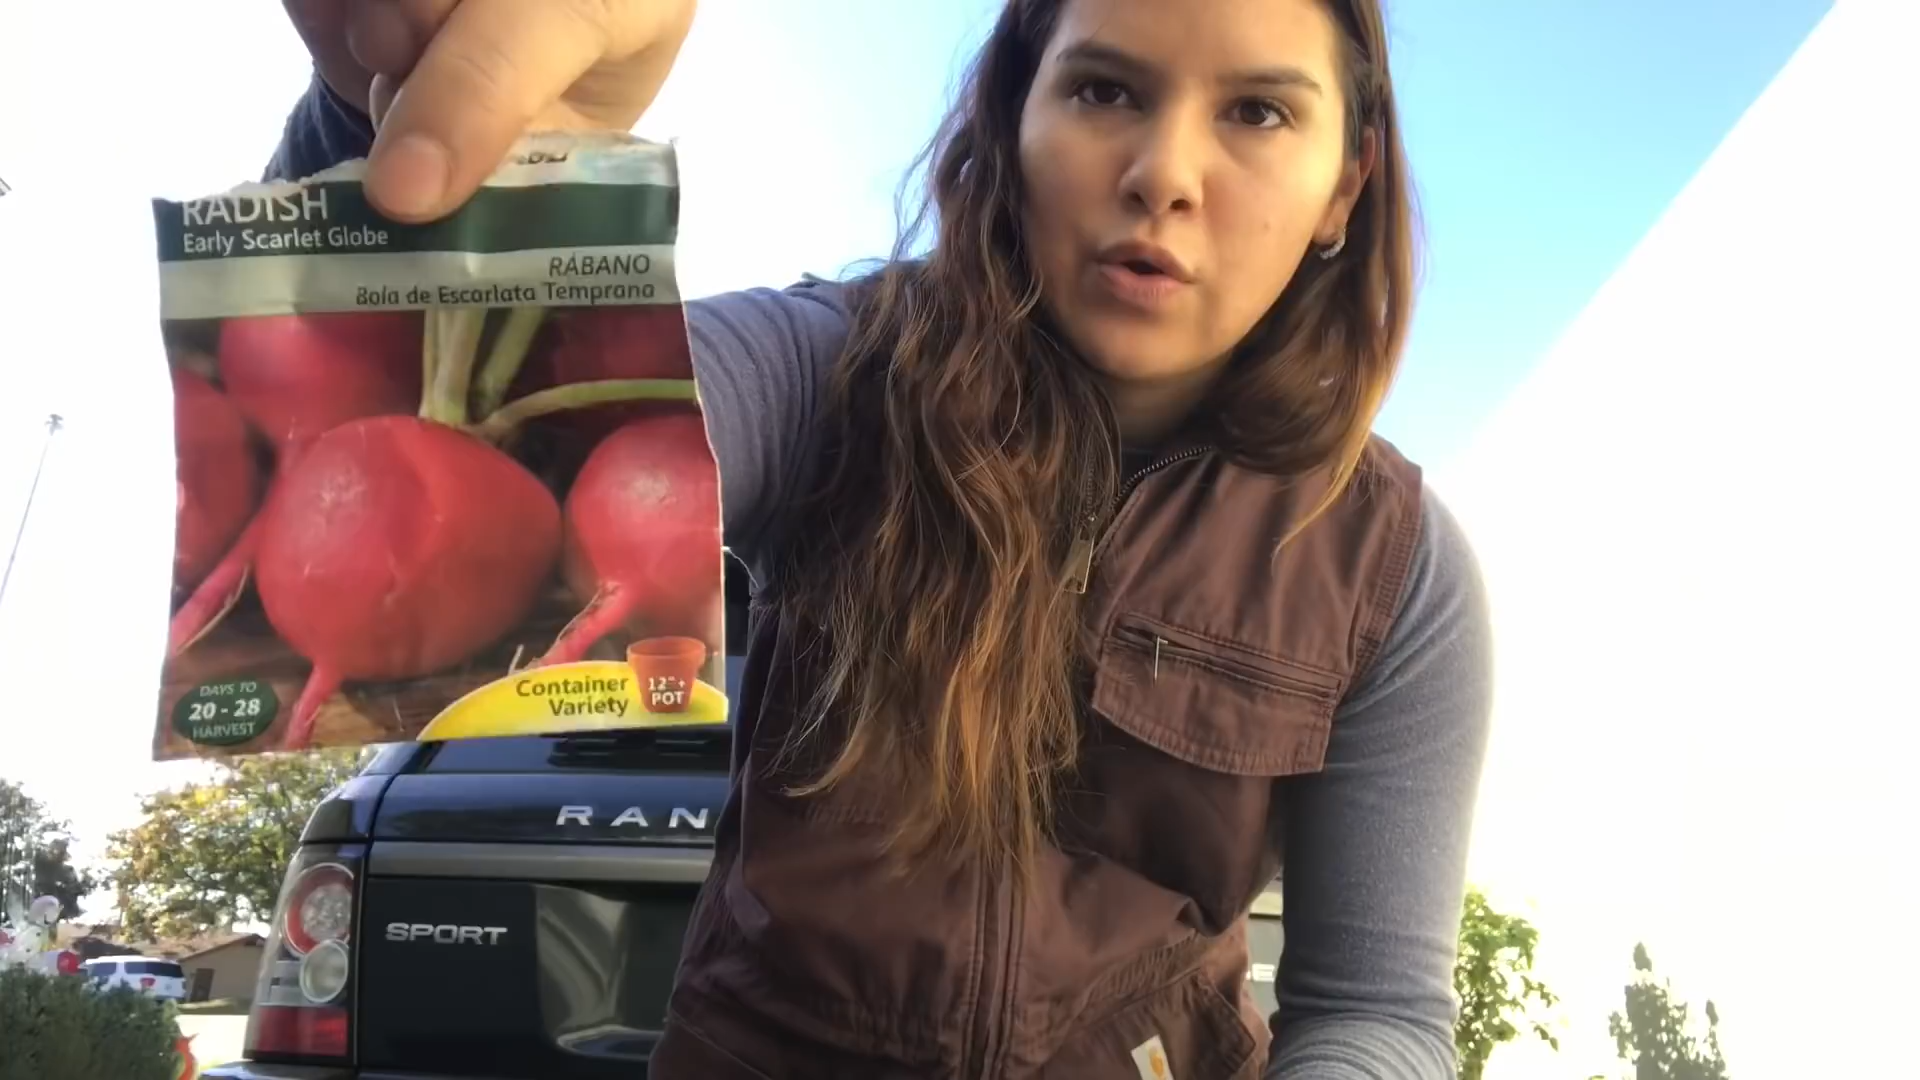 RADISH
Early Scarlet Globe
RÁBANO
Bola de Escarlata Temprana
Container
Variety
12"+
POT
DAYS TO
20 - 28
HARVEST
RAN
SPORT